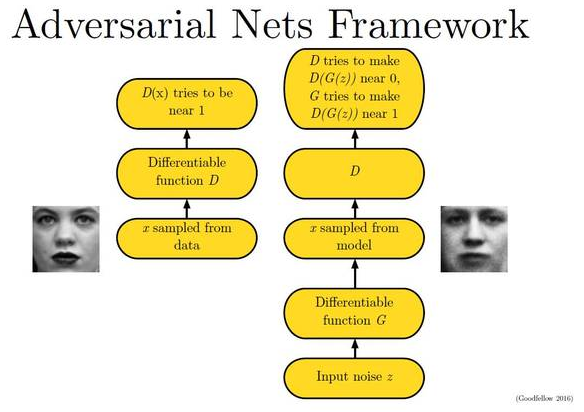 Adversarial Nets Framework
D(x) tries to be
near 1
Differentiable
function D
x sampled from
data
D tries to make
D(G(z)) near 0,
G tries to make
D(G(z)) near 1
D
x sampled from
model
Differentiable
function G
Input noise z
(Goodfellow 2016)